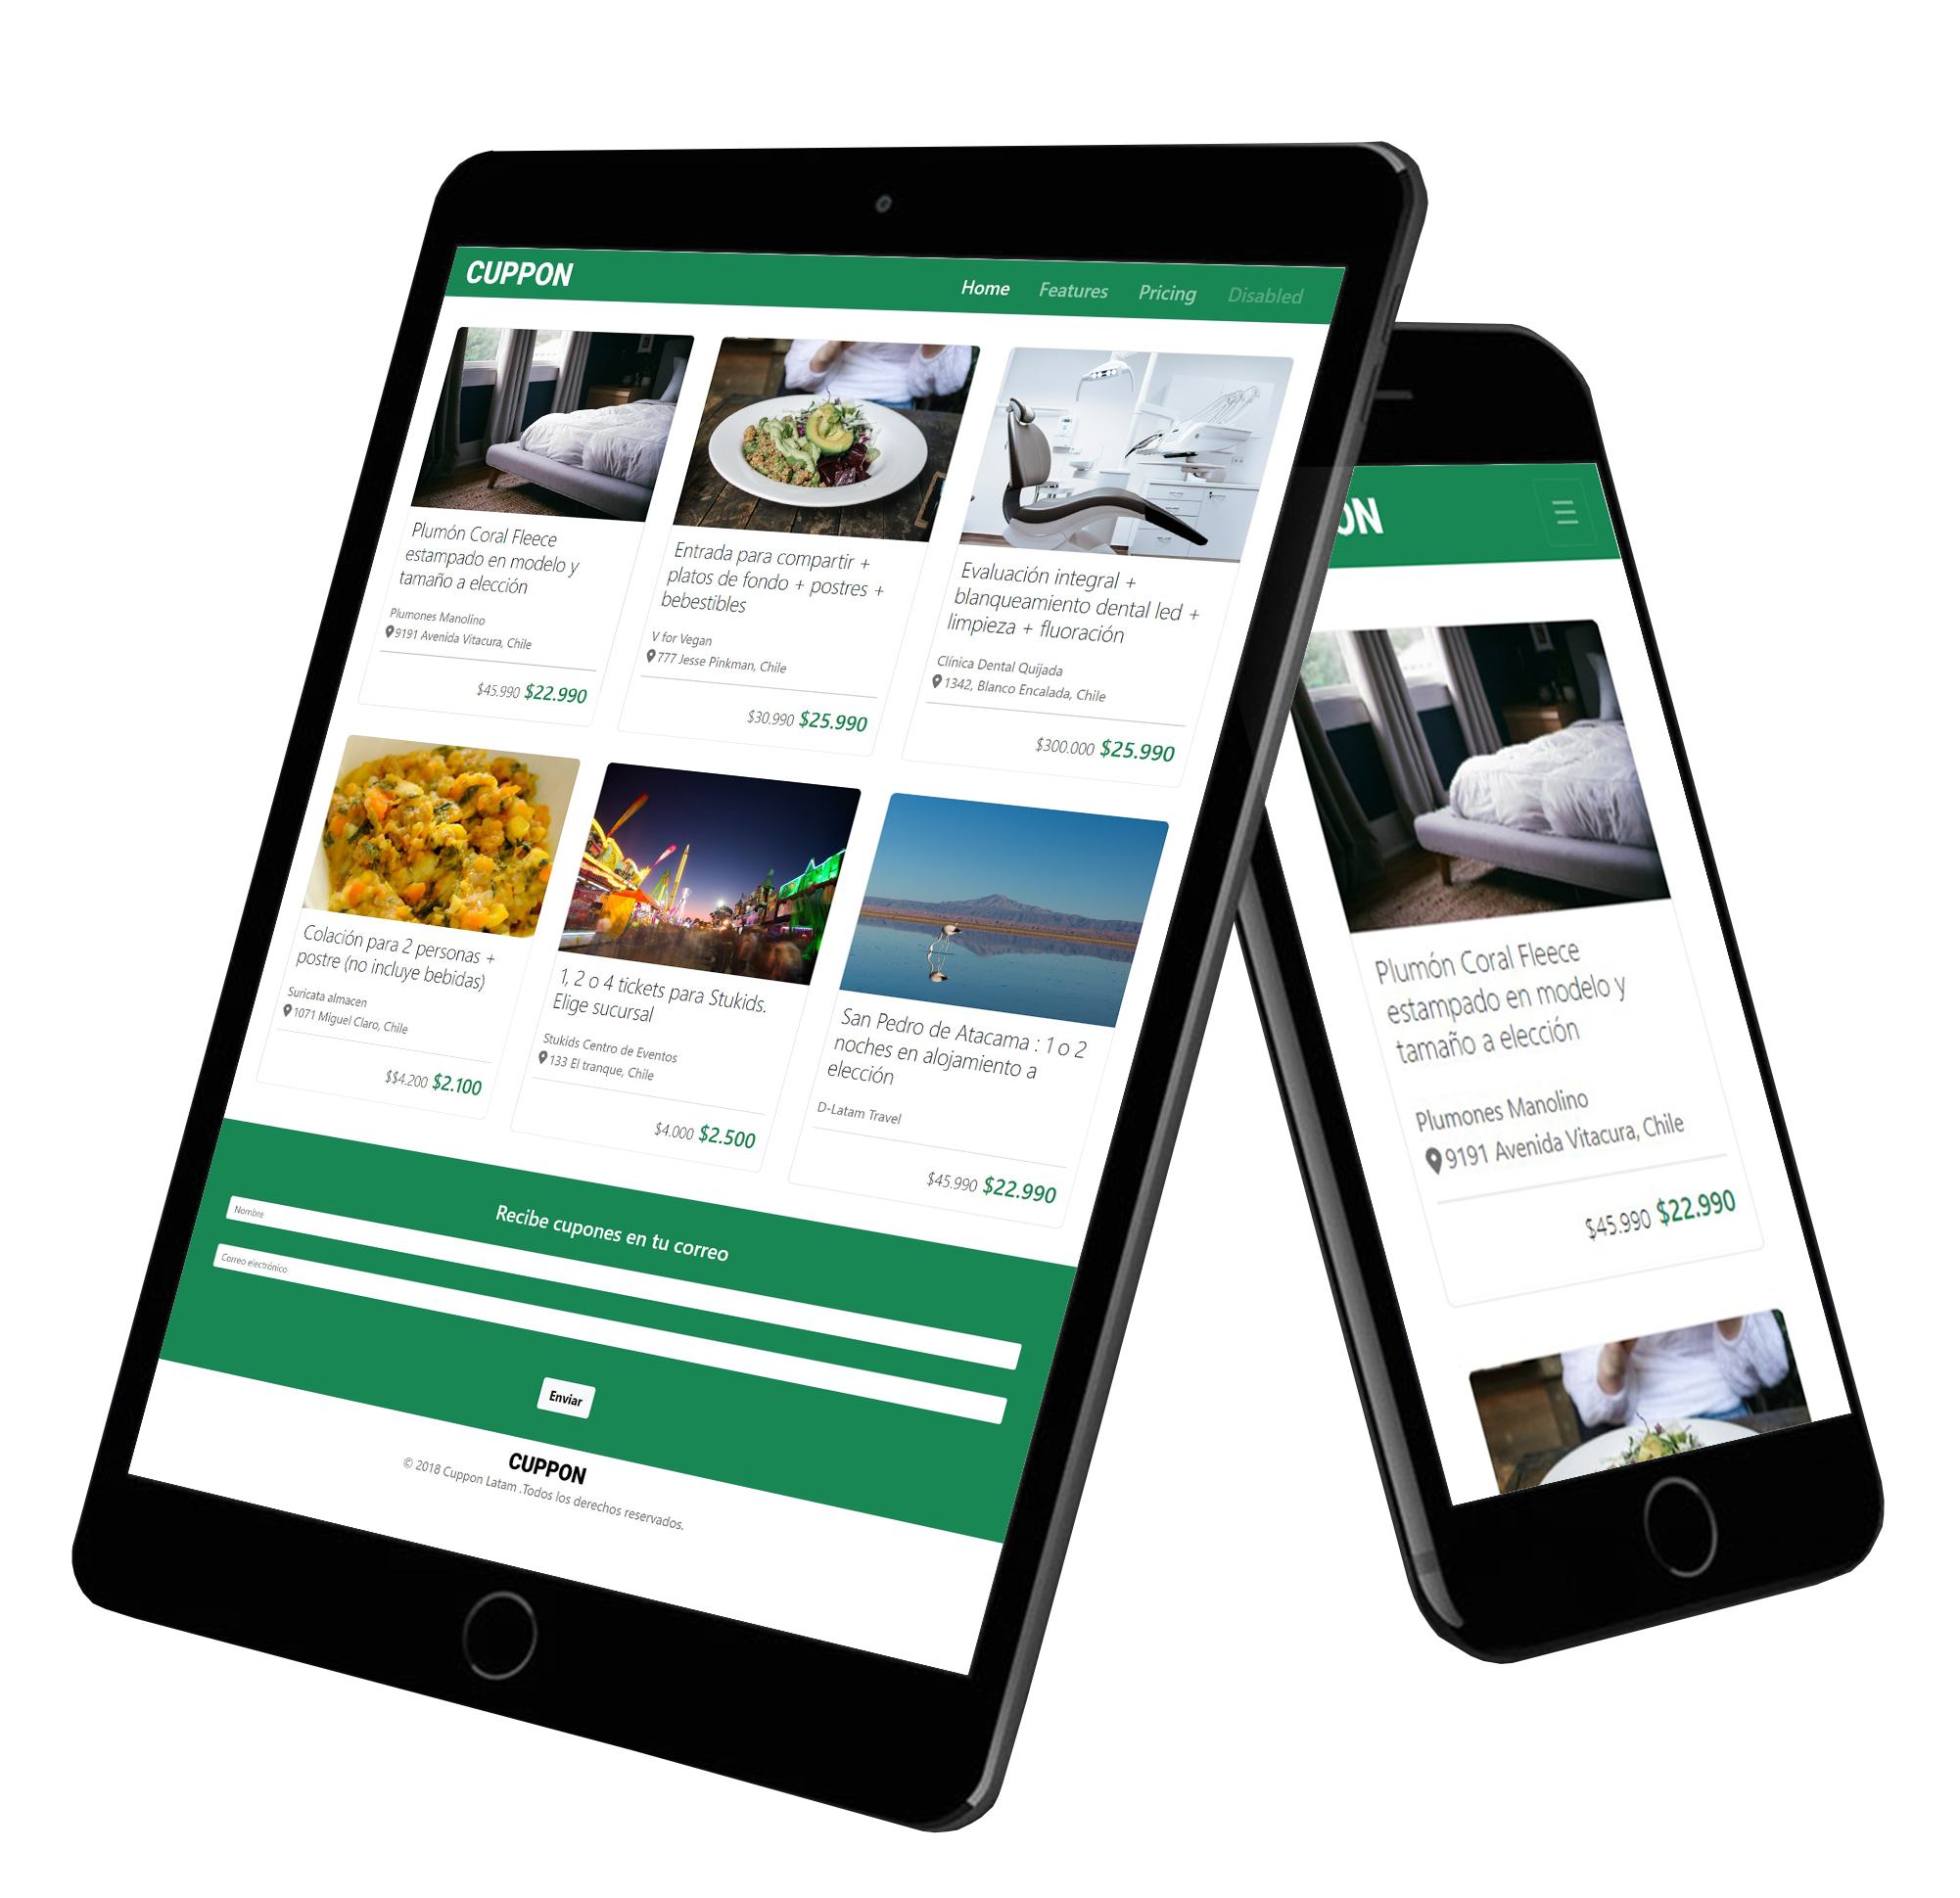 CUPPON
Home Features Pricing Disabled
Plumón Coral Fleece
estampado en modelo y
tamaño a elección
Plumones Manolino
9191 Avenida Vitacura, Chile
$45.990 $22.990
Entrada para compartir +
platos de fondo + postres +
bebestibles
V for Vegan
777 Jesse Pinkman, Chile
$30.990 $25.990
Evaluación integral +
blanqueamiento dental led +
limpieza + fluoración
Clínica Dental Quijada
1342, Blanco Encalada, Chile
$300.000 $25.990
Colación para 2 personas +
postre (no incluye bebidas)
Suricata almacen
1071 Miguel Claro, Chile
$$4.200 $2.100
1, 2 o 4 tickets para Stukids.
Elige sucursal
Stukids Centro de Eventos
133 El tranque, Chile
$4.000 $2.500
San Pedro de Atacama : 1 o 2
noches en alojamiento a
elección
D-Latam Travel
$45.990 $22.990
Recibe cupones en tu correo
Nombre
Correo electrónico
Enviar
CUPPON
© 2018 Cuppon Latam .Todos los derechos reservados.
ON
Plumón Coral Fleece
estampado en modelo y
tamaño a elección
Plumones Manolino
9191 Avenida Vitacura, Chile
$45.990 $22.990